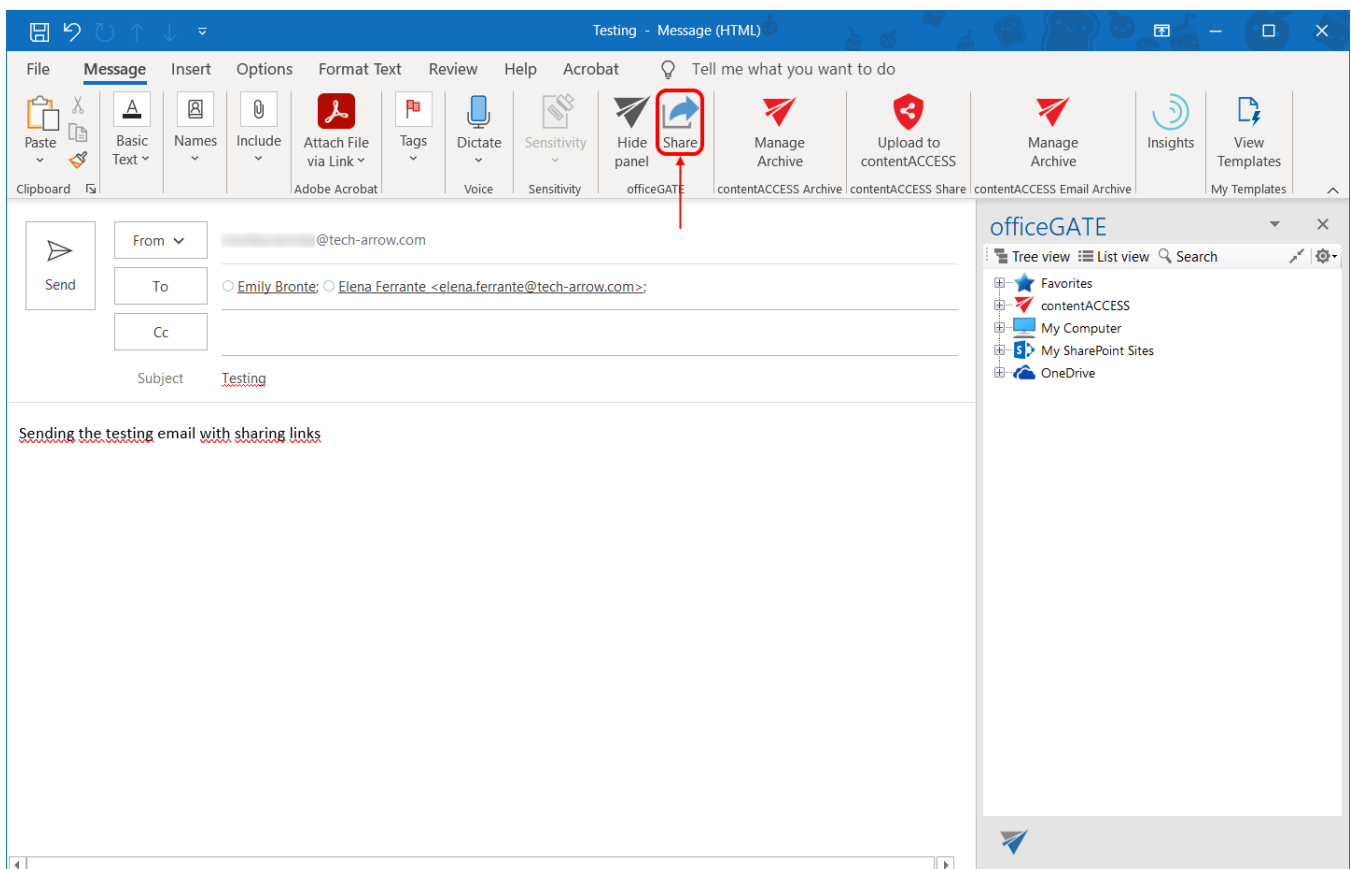 Testing - Message (HTML)
File Message Insert Options Format Text Review Help Acrobat Tell me what you want to do
Paste
Basic Text
Names
Include
Attach File via Link
Tags
Dictate
Sensitivity
Hide panel
Share
Manage Archive
Upload to contentACCESS
Manage Archive
Insights
View Templates
Clipboard Adobe Acrobat Voice Sensitivity officeGATE contentACCESS Archive contentACCESS Share contentACCESS Email Archive My Templates
Send
From @tech-arrow.com
To Emily Bronte; Elena Ferrante <elena.ferrante@tech-arrow.com>;
Cc
Subject Testing
Sending the testing email with sharing links
officeGATE
Tree view List view Search
Favorites
contentACCESS
My Computer
My SharePoint Sites
OneDrive